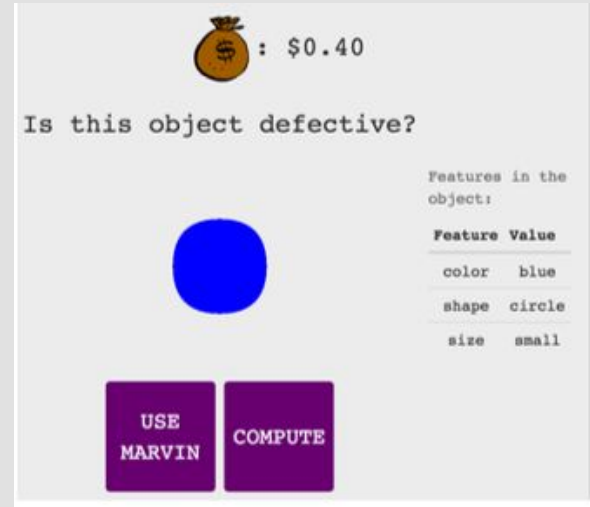 $ : $0.40
Is this object defective?
Features in the
object:
Feature Value
color blue
shape circle
size small
USE
MARVIN
COMPUTE